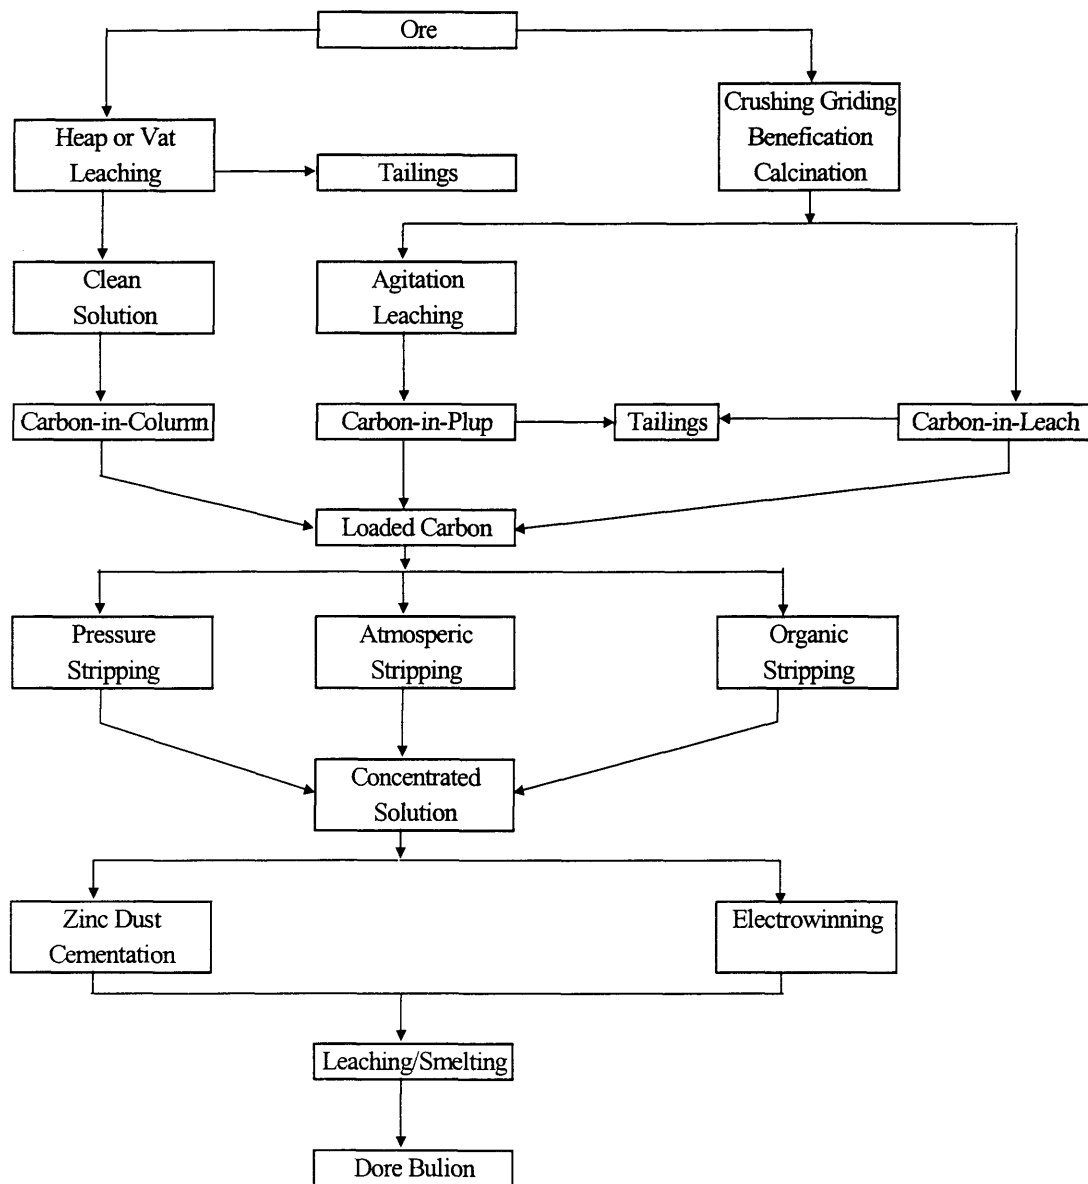 Ore
Crushing Griding
Benefication
Calcination
Heap or Vat
Leaching
Tailings
Clean
Solution
Agitation
Leaching
Carbon-in-Column
Carbon-in-Plup
Tailings
Carbon-in-Leach
Loaded Carbon
Pressure
Stripping
Atmosperic
Stripping
Organic
Stripping
Concentrated
Solution
Zinc Dust
Cementation
Electrowinning
Leaching/Smelting
Dore Bulion